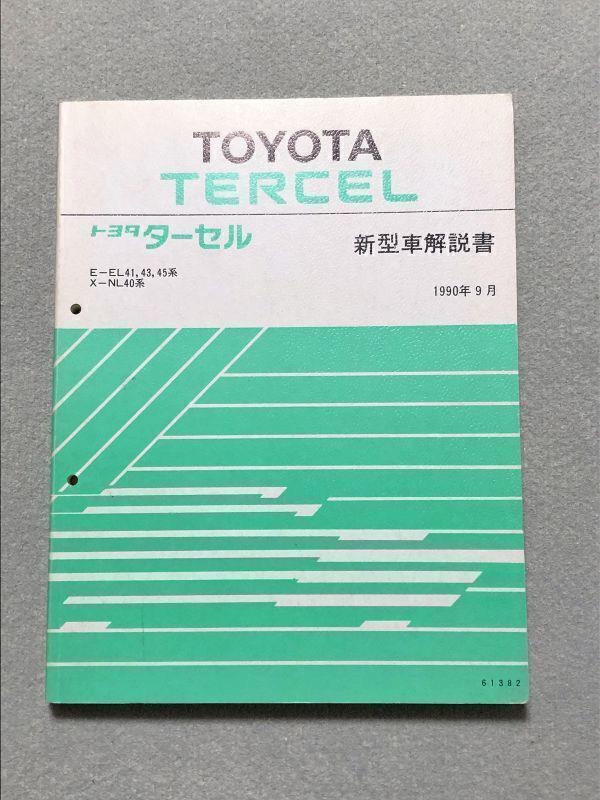 TOYOTA
TERCEL
トヨタ ターセル
新型車解説書
E－EL41,43,45系
X－NL40系
1990年 9 月
61382